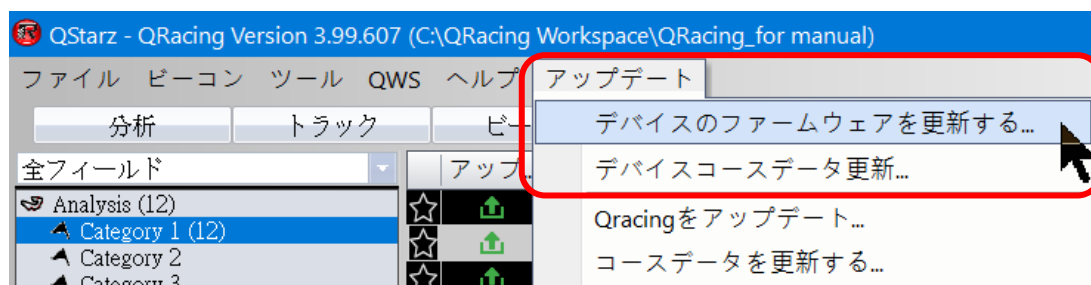 QStarz - QRacing Version 3.99.607 (C:\QRacing Workspace\QRacing_for manual)
ファイル ビーコン ツール QWS ヘルプ アップデート
分析 トラック ビー
デバイスのファームウェアを更新する...
全フィールド アップ...
デバイスコースデータ更新...
Analysis (12)
Qracingをアップデート...
Category 1 (12)
Category 2
コースデータを更新する...
Category 3